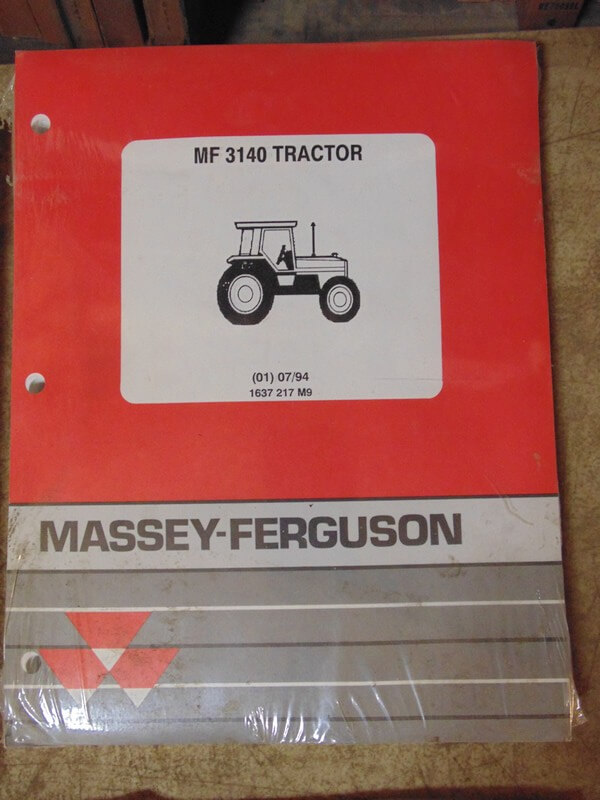 MF 3140 TRACTOR
(01) 07/94
1637 217 M9
MASSEY-FERGUSON